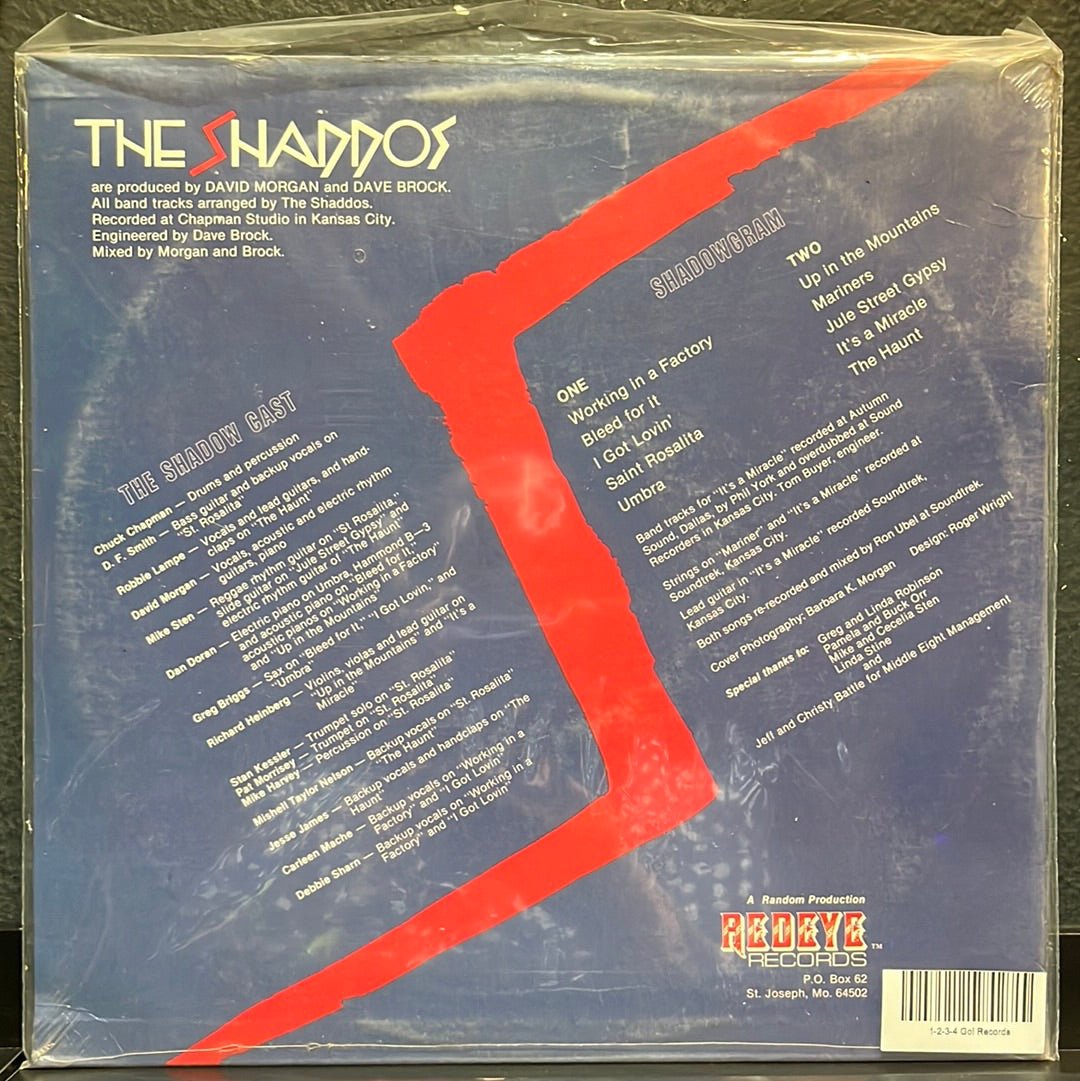 THE SHADDOS
are produced by DAVID MORGAN and DAVE BROCK.
All band tracks arranged by The Shaddos.
Recorded at Chapman Studio in Kansas City.
Engineered by Dave Brock.
Mixed by Morgan and Brock.
THE SHADOW CAST
Chuck Chapman — Drums and percussion
D. F. Smith — Bass guitar and backup vocals on
"St. Rosalita"
Robbie Lampe — Vocals and lead guitars, and hand-
claps on "The Haunt"
David Morgan — Vocals, acoustic and electric rhythm
guitars, piano
Mike Sten — Reggae rhythm guitar on "St Rosalita,"
slide guitar on "Jule Street Gypsy" and
electric rhythm guitar of "The Haunt"
Dan Doran — Electric piano on Umbra, Hammond B—3
and acoustic piano on "Bleed for it,"
acoustic pianos on "Working in a Factory"
and "Up in the Mountains"
Greg Briggs — Sax on "Bleed for It," "I Got Lovin," and
"Umbra"
Richard Heinberg — Violins, violas and lead guitar on
"Up in the Mountains" and "It's a
Miracle"
Stan Kessler — Trumpet solo on "St. Rosalita"
Pat Morrisey — Trumpet on "St. Rosalita"
Mike Harvey — Percussion on "St. Rosalita"
Mishell Taylor Nelson — Backup vocals on "St. Rosalita"
"The Haunt"
Jesse James — Backup vocals and handclaps on "The
Haunt"
Carleen Mache — Backup vocals on "Working in a
Factory" and "I Got Lovin"
Debbie Sharn — Backup vocals on "Working in a
Factory" and "I Got Lovin"
SHADOWGRAM
ONE
Working in a Factory
Bleed for it
I Got Lovin'
Saint Rosalita
Umbra
TWO
Up in the Mountains
Mariners
Jule Street Gypsy
It's a Miracle
The Haunt
Band tracks for "It's a Miracle" recorded at Autumn
Sound, Dallas, by Phil York and overdubbed at Sound
Recorders in Kansas City. Tom Buyer, engineer.
Strings on "Mariner" and "It's a Miracle" recorded at
Soundtrek, Kansas City.
Lead guitar in "It's a Miracle" recorded Soundtrek,
Kansas City.
Both songs re-recorded and mixed by Ron Ubel at Soundtrek
Cover Photography: Barbara K. Morgan Design: Roger Wright
Special thanks to: Greg and Linda Robinson
Pamela and Buck Orr
Mike and Cecelia Sten
Linda Stine
and
Jeff and Christy Battle for Middle Eight Management
A Random Production
REDEYE TM
RECORDS
P.O. Box 62
St. Joseph, Mo. 64502
1-2-3-4 Go! Records